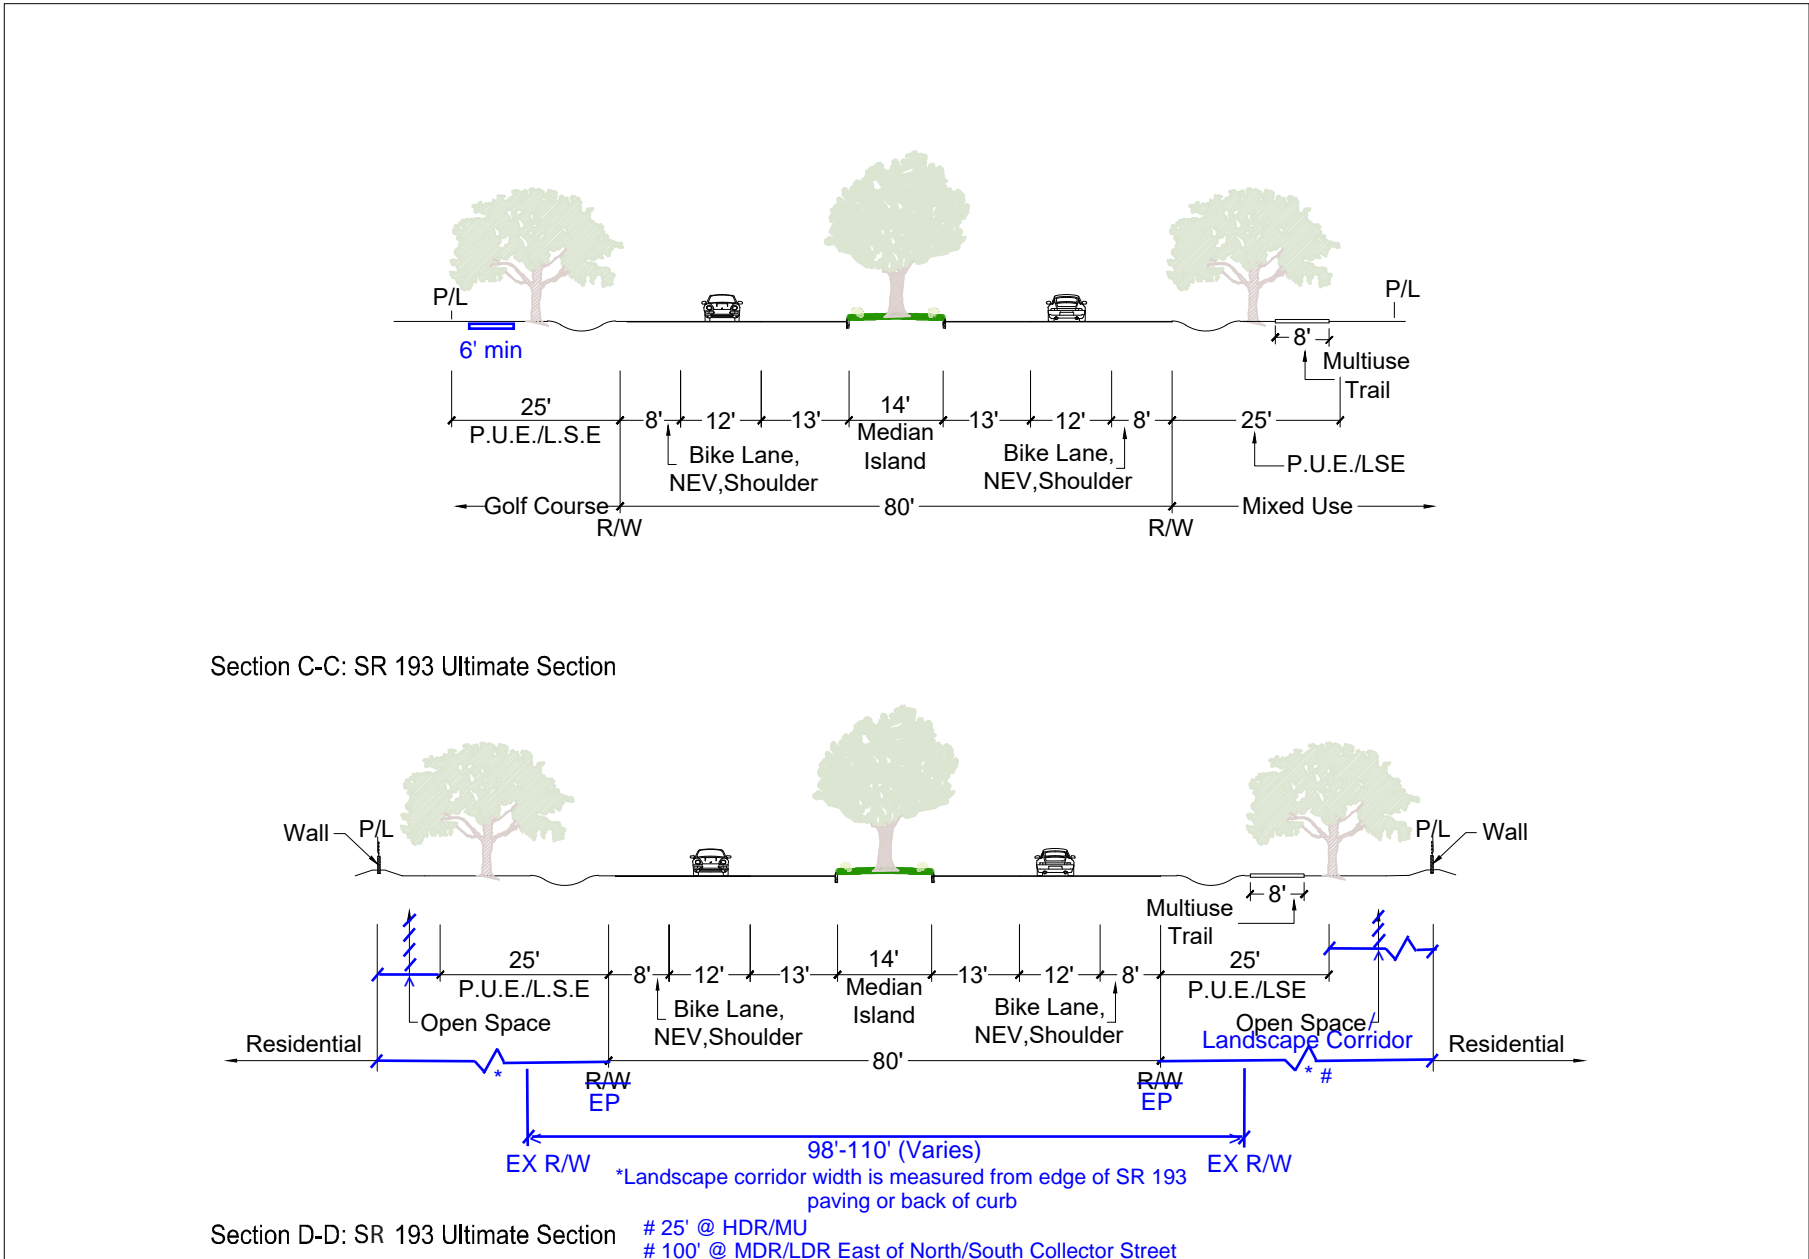 P/L
P/L
6' min
8'
Multiuse
Trail
25'
P.U.E./L.S.E
8'
12'
13'
14'
Median
Island
13'
12'
8'
25'
Bike Lane,
NEV,Shoulder
Bike Lane,
NEV,Shoulder
P.U.E./LSE
Golf Course
80'
Mixed Use
R/W
R/W
Section C-C: SR 193 Ultimate Section
Wall
P/L
P/L
Wall
8'
Multiuse
Trail
25'
P.U.E./L.S.E
8'
12'
13'
14'
Median
Island
13'
12'
8'
25'
P.U.E./LSE
Bike Lane,
NEV,Shoulder
Bike Lane,
NEV,Shoulder
Open Space
Open Space/
Landscape Corridor
Residential
80'
Residential
*
* #
R/W
EP
R/W
EP
98'-110' (Varies)
EX R/W
EX R/W
*Landscape corridor width is measured from edge of SR 193
paving or back of curb
Section D-D: SR 193 Ultimate Section
# 25' @ HDR/MU
# 100' @ MDR/LDR East of North/South Collector Street